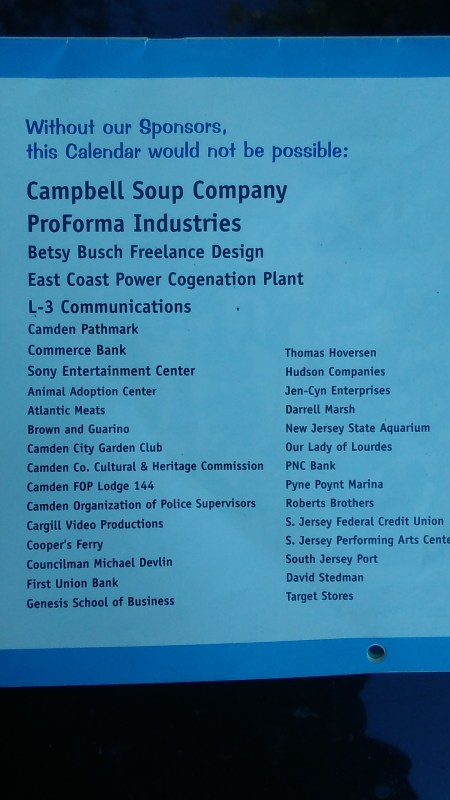 Without our Sponsors,
this Calendar would not be possible:
Campbell Soup Company
ProForma Industries
Betsy Busch Freelance Design
East Coast Power Cogenation Plant
L-3 Communications
Camden Pathmark
Commerce Bank
Sony Entertainment Center
Animal Adoption Center
Atlantic Meats
Brown and Guarino
Camden City Garden Club
Camden Co. Cultural & Heritage Commission
Camden FOP Lodge 144
Camden Organization of Police Supervisors
Cargill Video Productions
Cooper's Ferry
Councilman Michael Devlin
First Union Bank
Genesis School of Business
Thomas Hoversen
Hudson Companies
Jen-Cyn Enterprises
Darrell Marsh
New Jersey State Aquarium
Our Lady of Lourdes
PNC Bank
Pyne Poynt Marina
Roberts Brothers
S. Jersey Federal Credit Union
S. Jersey Performing Arts Cente
South Jersey Port
David Stedman
Target Stores